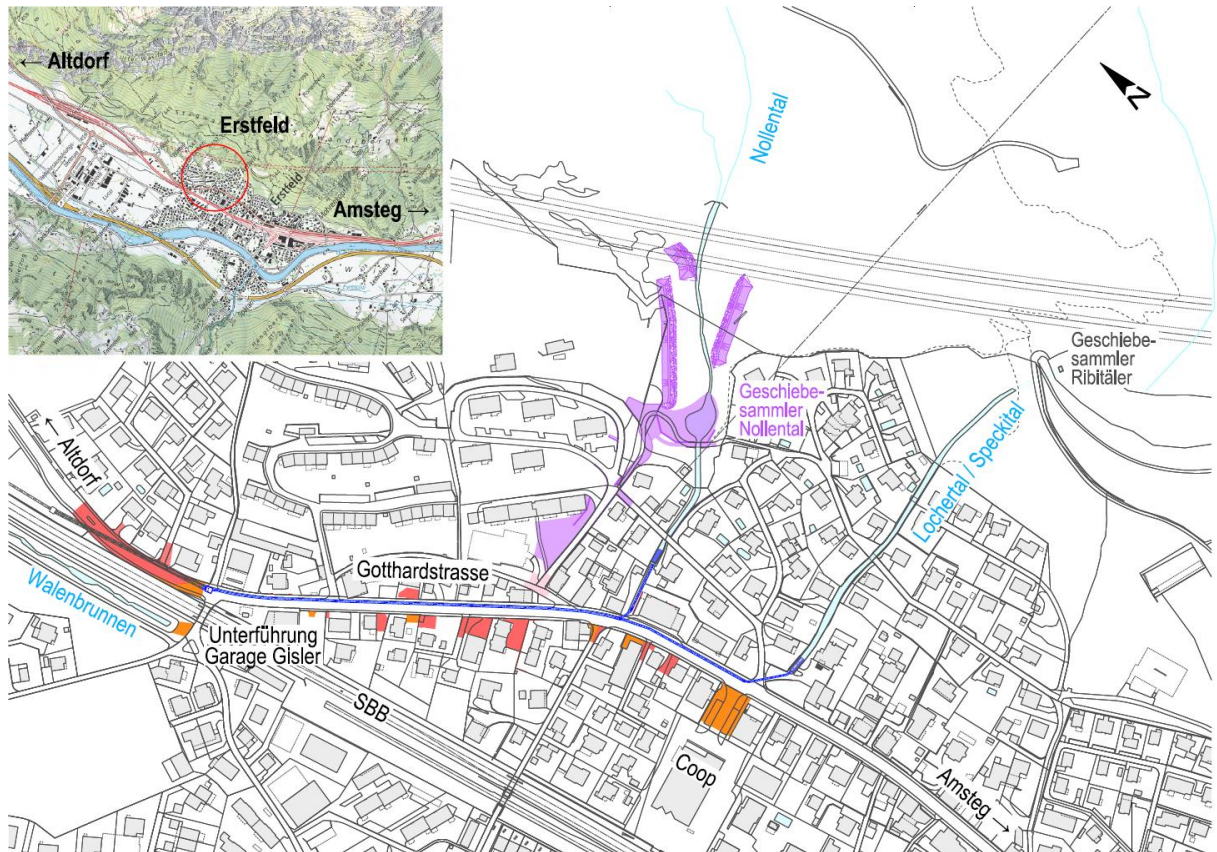 ← Altdorf
Erstfeld
Erstfeld
Amsteg →
N
Nollental
Geschiebe-
sammler
Ribitäler
Geschiebe-
sammler
Nollental
Lochertal / Speckital
← Altdorf
Gotthardstrasse
Walenbrunnen
Unterführung
Garage Gisler
SBB
Coop
Amsteg →